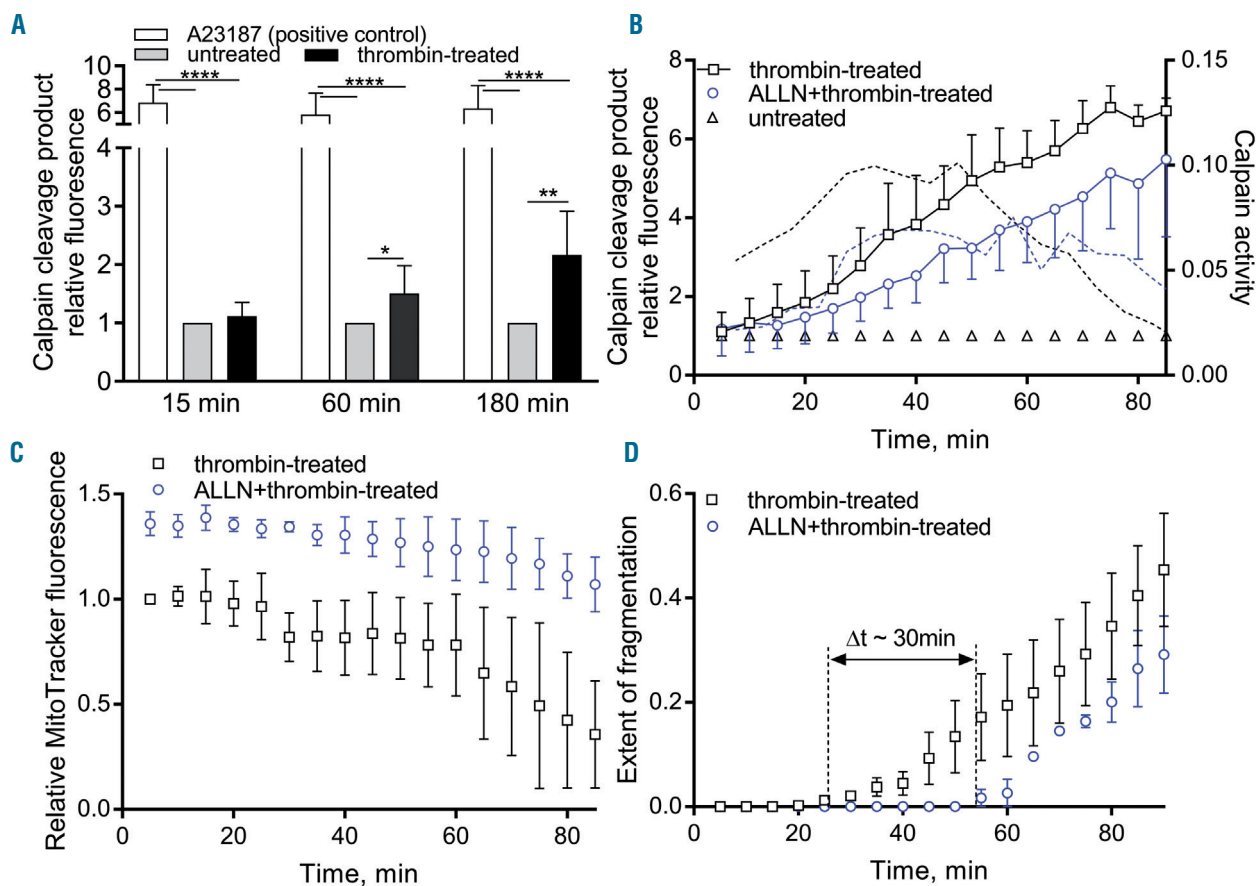 A
A23187 (positive control)
untreated
thrombin-treated
Calpain cleavage product
relative fluoresence
10
8
6
4
3
2
1
0
****
****
****
*
**
15 min
60 min
180 min
B
thrombin-treated
ALLN+thrombin-treated
untreated
Calpain cleavage product
relative fluorescence
8
6
4
2
0
0.15
0.10
0.05
0.00
Calpain activity
0
20
40
60
80
Time, min
C
thrombin-treated
ALLN+thrombin-treated
Relative MitoTracker fluorescence
1.5
1.0
0.5
0.0
0
20
40
60
80
Time, min
D
thrombin-treated
ALLN+thrombin-treated
Extent of fragmentation
0.6
0.4
0.2
0.0
Δt ~ 30min
0
20
40
60
80
Time, min